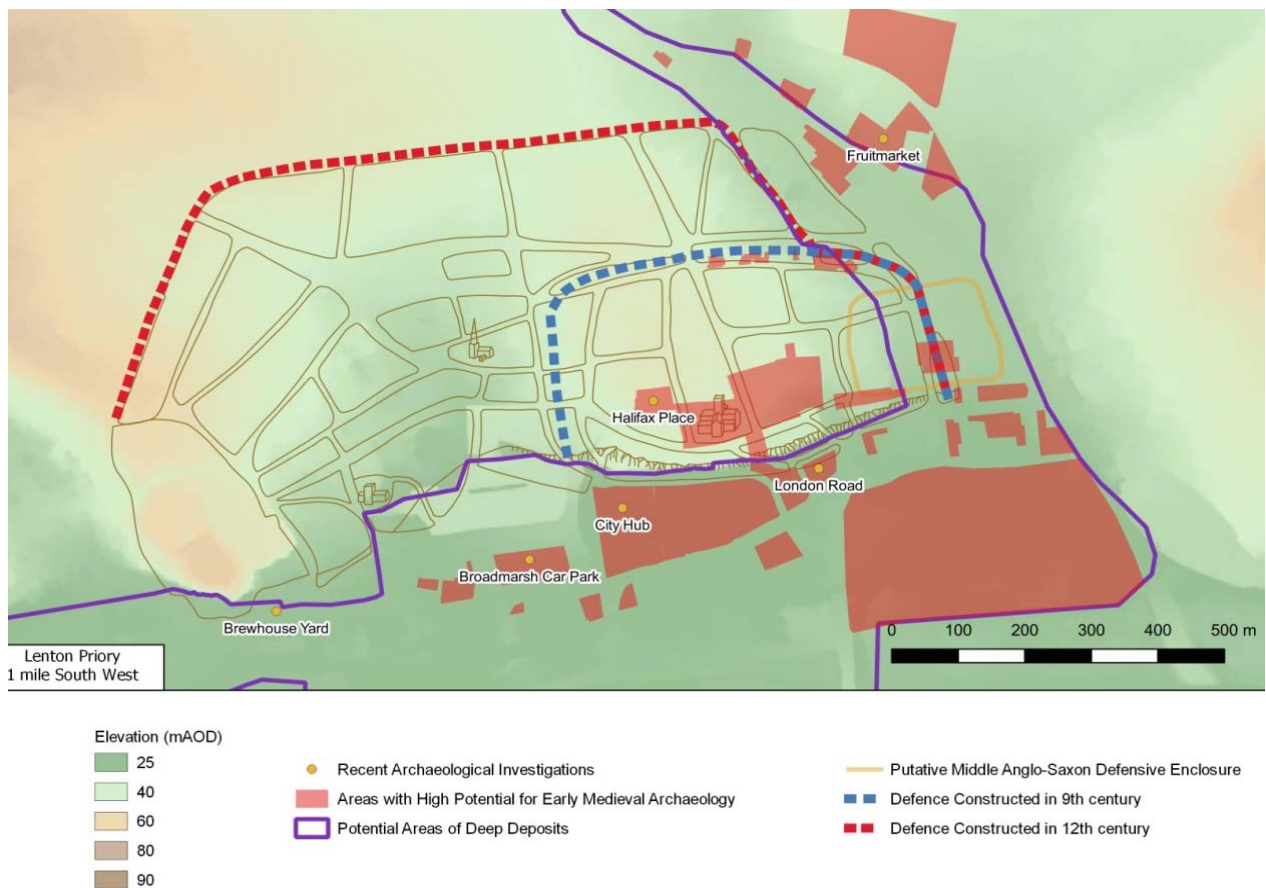 Fruitmarket
Halifax Place
London Road
City Hub
Broadmarsh Car Park
Brewhouse Yard
0 100 200 300 400 500 m
Lenton Priory
1 mile South West
Elevation (mAOD)
25
40
60
80
90
Recent Archaeological Investigations
Areas with High Potential for Early Medieval Archaeology
Potential Areas of Deep Deposits
Putative Middle Anglo-Saxon Defensive Enclosure
Defence Constructed in 9th century
Defence Constructed in 12th century